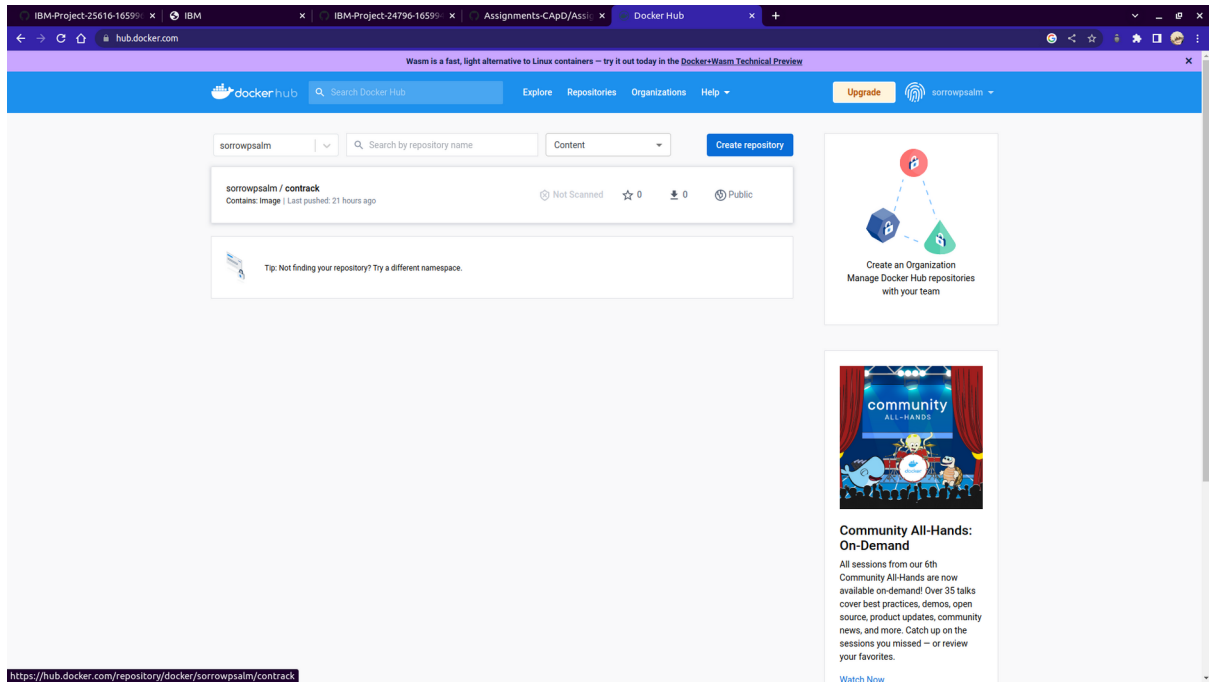 IBM-Project-25616-16599
IBM
IBM-Project-24796-16599
Assignments-CApD/Assig
Docker Hub
hub.docker.com
Wasm is a fast, light alternative to Linux containers — try it out today in the Docker+Wasm Technical Preview
dockerhub
Search Docker Hub
Explore
Repositories
Organizations
Help
Upgrade
sorrowpsalm
sorrowpsalm
Search by repository name
Content
Create repository
sorrowpsalm / contrack
Contains: Image | Last pushed: 21 hours ago
Not Scanned
0
0
Public
Tip: Not finding your repository? Try a different namespace.
Create an Organization
Manage Docker Hub repositories
with your team
community
ALL-HANDS
docker
Community All-Hands:
On-Demand
All sessions from our 6th
Community All-Hands are now
available on-demand! Over 35 talks
cover best practices, demos, open
source, product updates, community
news, and more. Catch up on the
sessions you missed — or review
your favorites.
Watch Now
https://hub.docker.com/repository/docker/sorrowpsalm/contrack